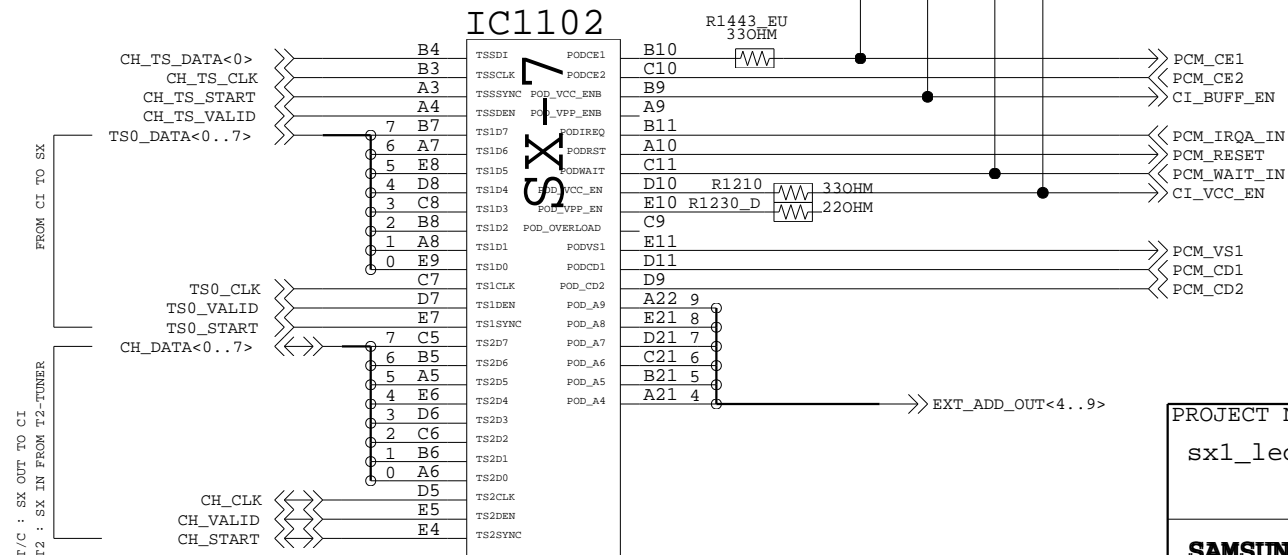 IC1102
SX-7
R1443_EU
33OHM
CH_TS_DATA<0> B4 TSSDI PODCE1 B10 PCM_CE1
CH_TS_CLK B3 TSSCLK PODCE2 C10 PCM_CE2
CH_TS_START A3 TSSSYNC POD_VCC_ENB B9 CI_BUFF_EN
CH_TS_VALID A4 TSSDEN POD_VPP_ENB A9
TS0_DATA<0..7> 7 B7 TS1D7 PODIREQ B11 PCM_IRQA_IN
6 A7 TS1D6 PODRST A10 PCM_RESET
5 E8 TS1D5 PODWAIT C11 PCM_WAIT_IN
4 D8 TS1D4 POD_VCC_EN D10 R1210 33OHM CI_VCC_EN
3 C8 TS1D3 POD_VPP_EN E10 R1230_D 22OHM
2 B8 TS1D2 POD_OVERLOAD C9
1 A8 TS1D1 PODVS1 E11 PCM_VS1
0 E9 TS1D0 PODCD1 D11 PCM_CD1
TS0_CLK C7 TS1CLK POD_CD2 D9 PCM_CD2
TS0_VALID D7 TS1DEN POD_A9 A22 9
TS0_START E7 TS1SYNC POD_A8 E21 8
CH_DATA<0..7> 7 C5 TS2D7 POD_A7 D21 7
6 B5 TS2D6 POD_A6 C21 6
5 A5 TS2D5 POD_A5 B21 5
4 E6 TS2D4 POD_A4 A21 4 EXT_ADD_OUT<4..9>
3 D6 TS2D3
2 C6 TS2D2
1 B6 TS2D1
0 A6 TS2D0
CH_CLK D5 TS2CLK
CH_VALID E5 TS2DEN
CH_START E4 TS2SYNC
FROM CI TO SX
T/C : SX OUT TO CI
T2 : SX IN FROM T2-TUNER
PROJECT